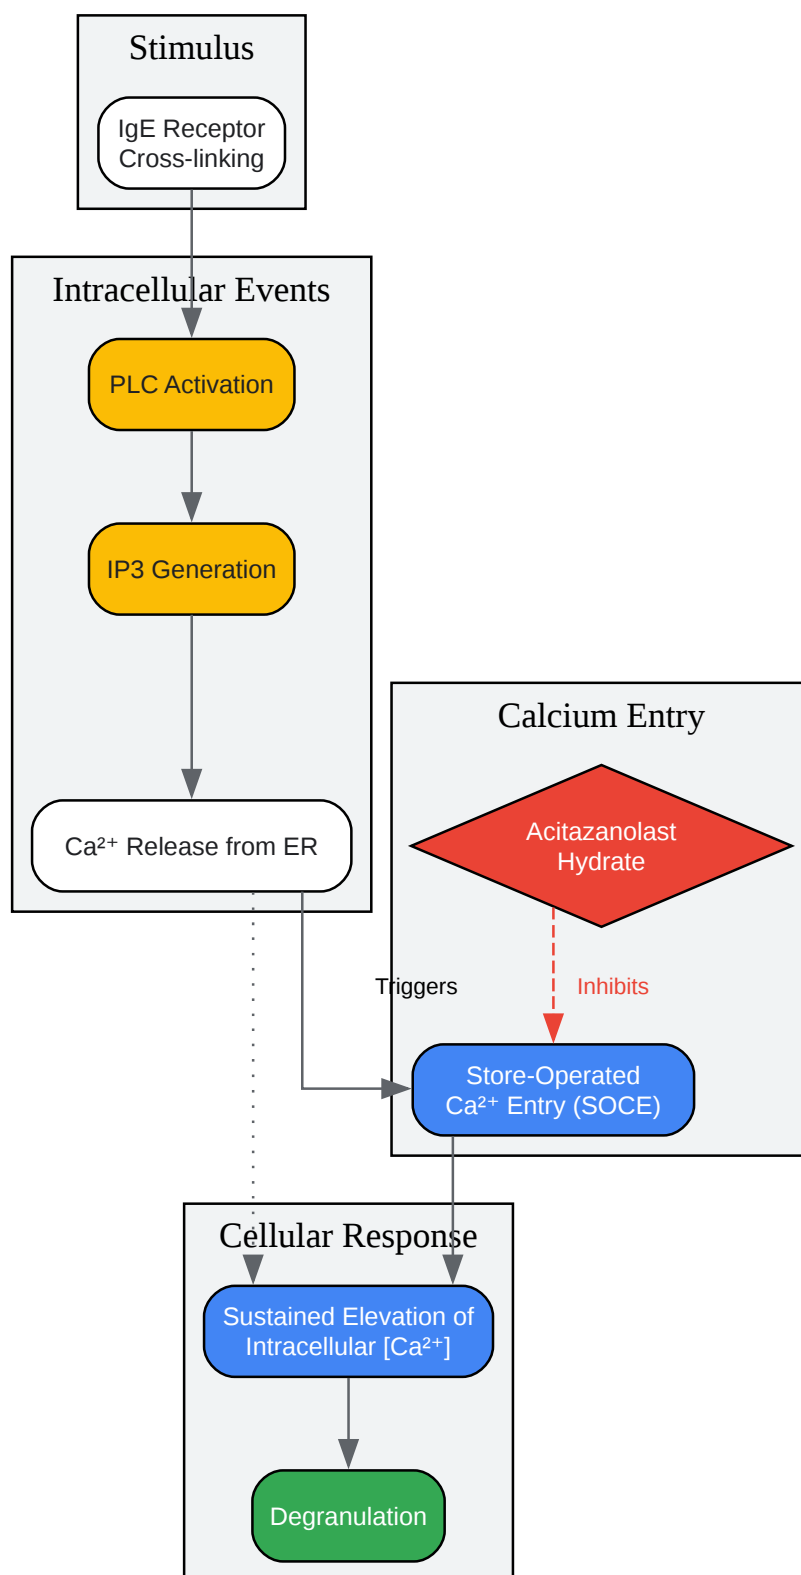 Stimulus
IgE Receptor
Cross-linking
Intracellular Events
PLC Activation
IP3 Generation
Calcium Entry
Ca²⁺ Release from ER
Acitazanolast
Hydrate
Triggers
Inhibits
Store-Operated
Ca²⁺ Entry (SOCE)
Cellular Response
Sustained Elevation of
Intracellular [Ca²⁺]
Degranulation